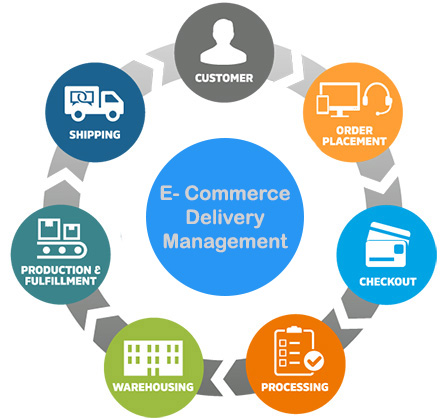 CUSTOMER
ORDER
PLACEMENT
CHECKOUT
PROCESSING
WAREHOUSING
PRODUCTION &
FULFILLMENT
SHIPPING
E- Commerce
Delivery
Management